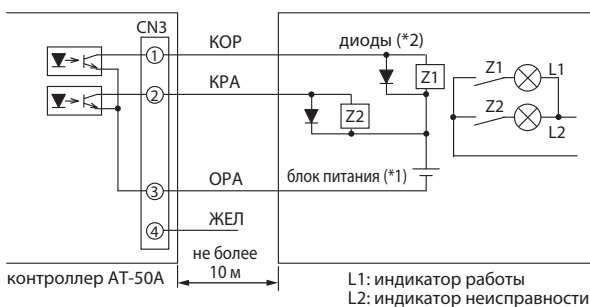 CN3
1 КОР диоды (*2)
Z1
Z1 L1
2 КРА
Z2
Z2
L2
3 ОРА блок питания (*1)
4 ЖЕЛ
не более
10 м
контроллер AT-50A
L1: индикатор работы
L2: индикатор неисправности